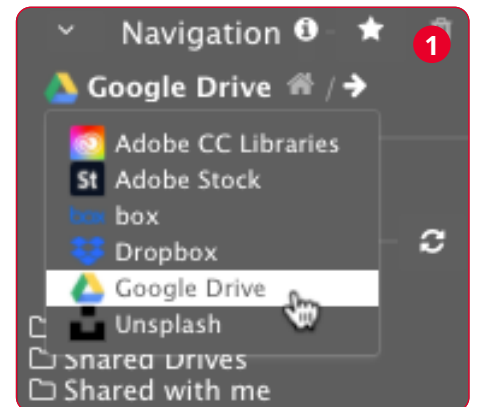 Navigation
1
Google Drive /
Adobe CC Libraries
St Adobe Stock
box box
Dropbox
Google Drive
Unsplash
Shared Drives
Shared with me